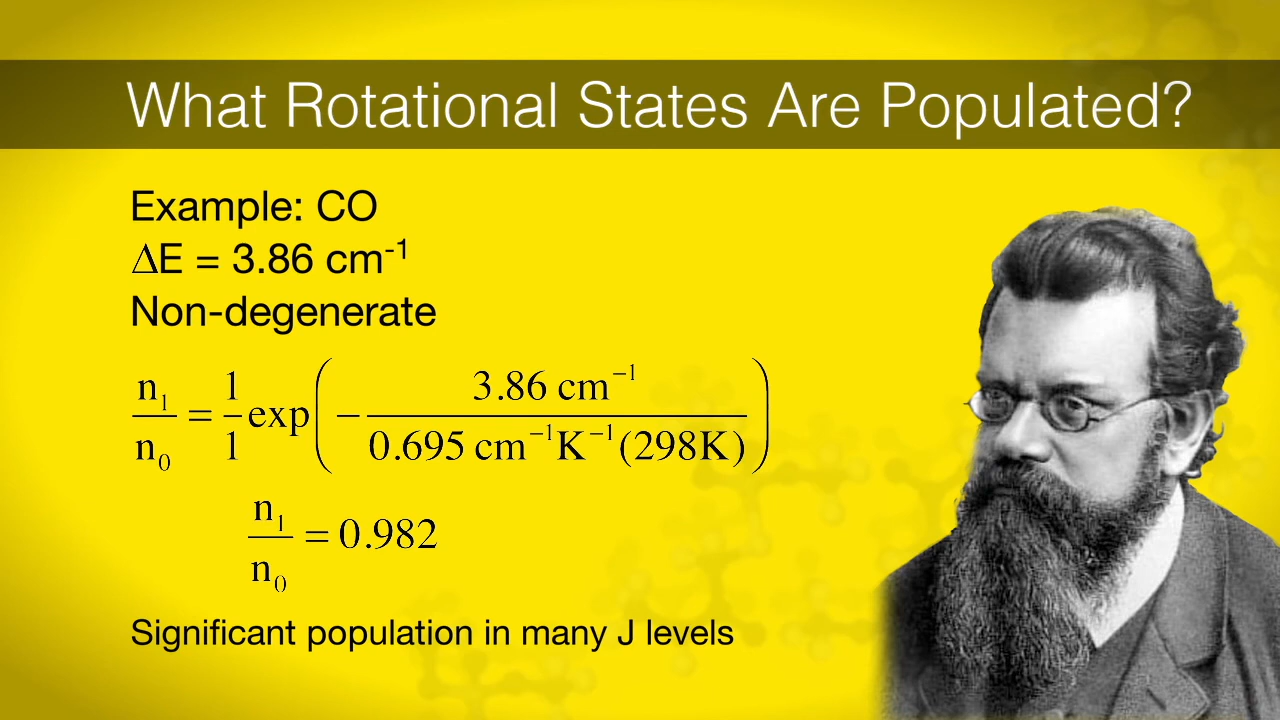 What Rotational States Are Populated?
Example: CO
ΔE = 3.86 cm⁻¹
Non-degenerate
n₁/n₀ = 1/1 exp(− 3.86 cm⁻¹ / 0.695 cm⁻¹K⁻¹(298K))
n₁/n₀ = 0.982
Significant population in many J levels